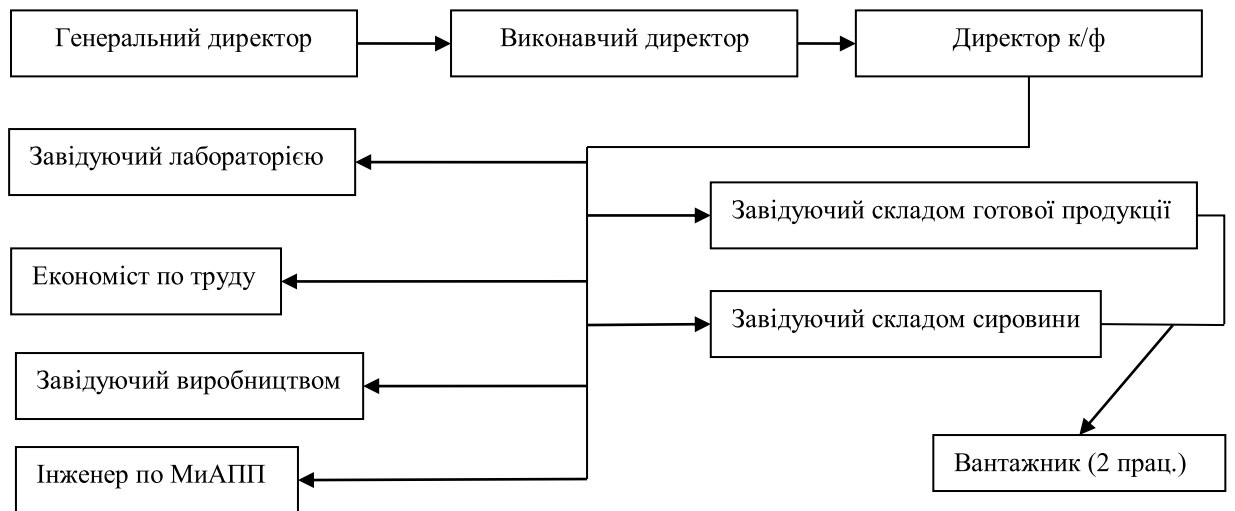 Генеральний директор
Виконавчий директор
Директор к/ф
Завідуючий лабораторією
Завідуючий складом готової продукції
Економіст по труду
Завідуючий складом сировини
Завідуючий виробництвом
Вантажник (2 прац.)
Інженер по МиАПП